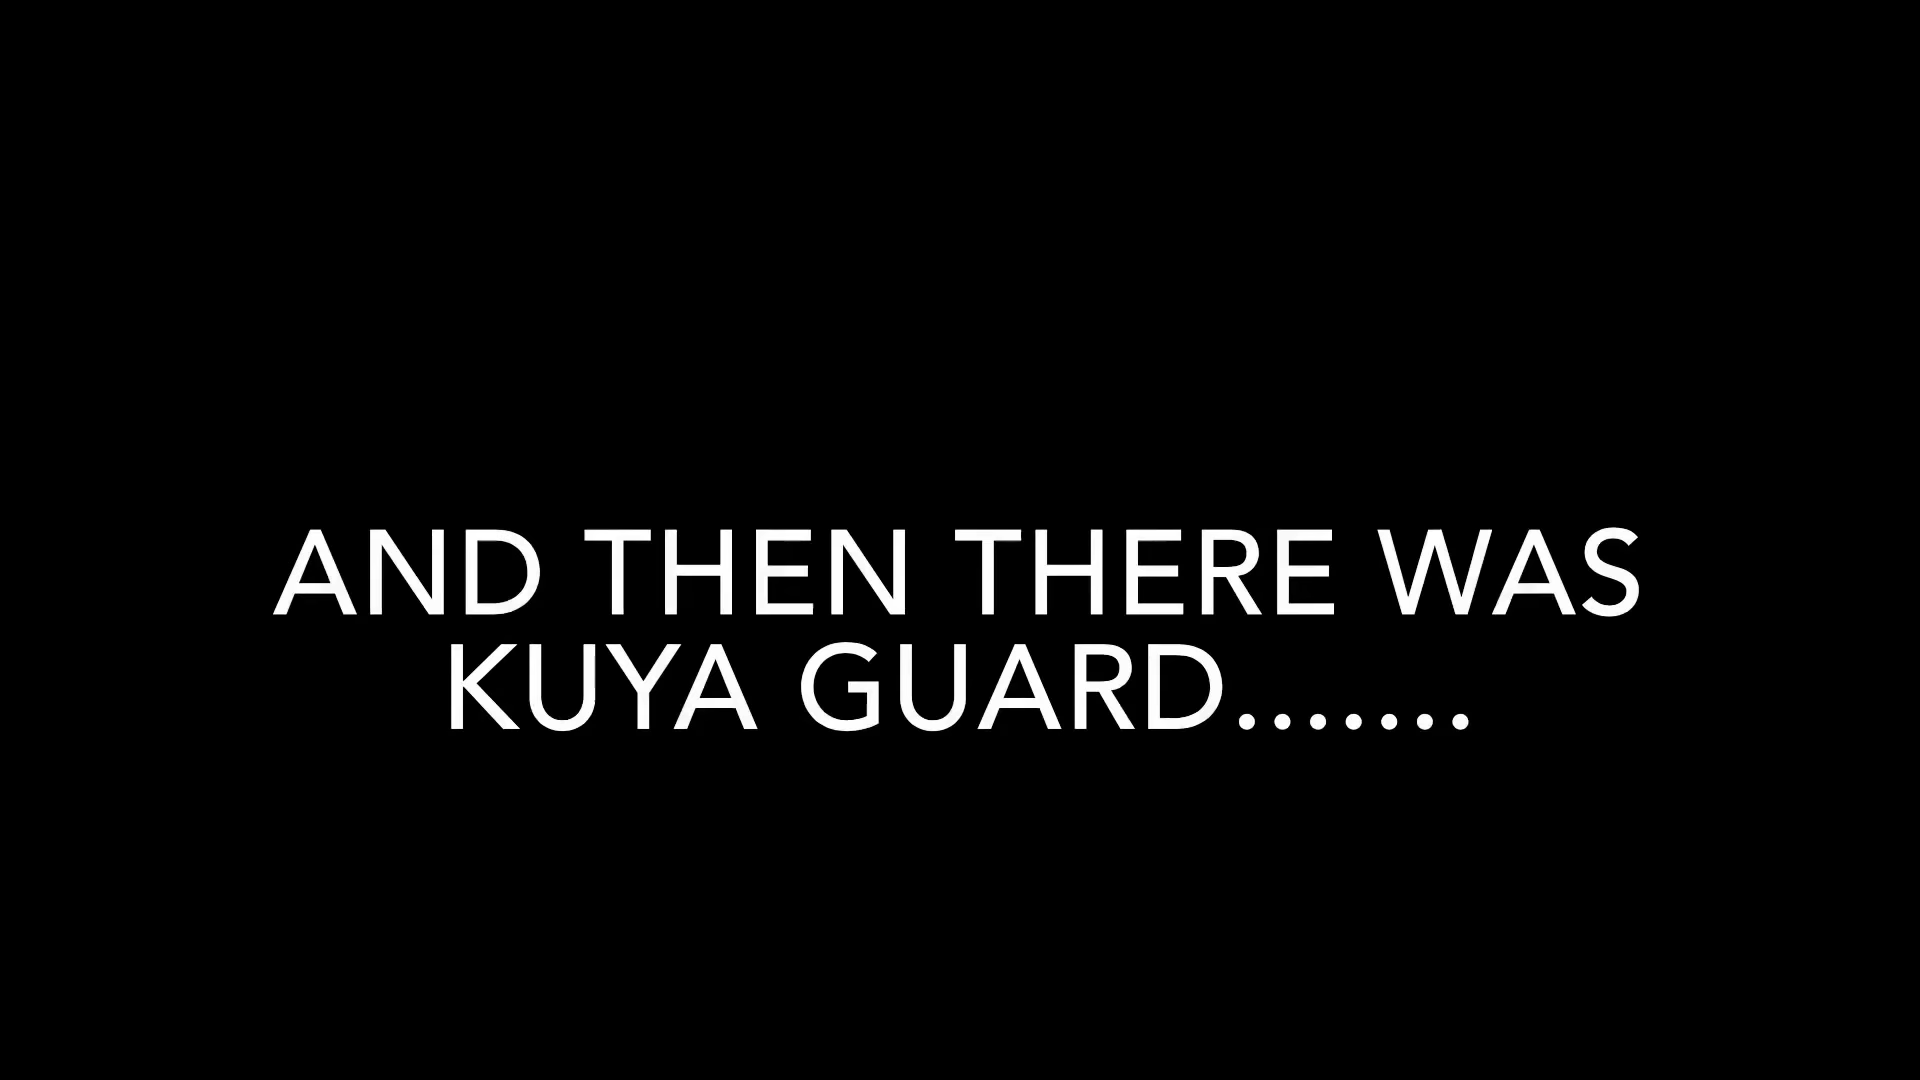 AND THEN THERE WAS
KUYA GUARD.......